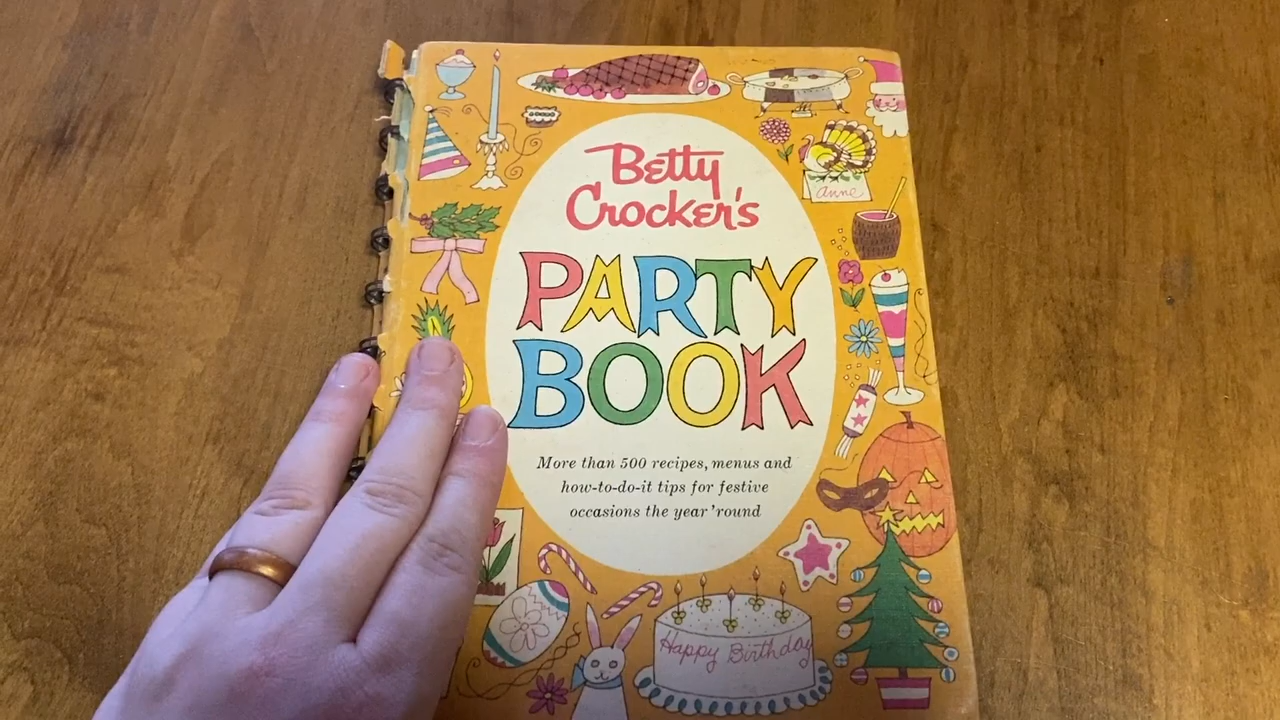 Betty
Crocker's
PARTY
BOOK
More than 500 recipes, menus and
how-to-do-it tips for festive
occasions the year 'round
Anne
Happy Birthday